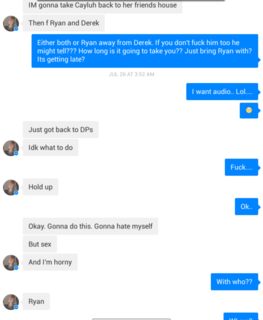 IM gonna take Cayluh back to her friends house
Then f Ryan and Derek
Either both or Ryan away from Derek. If you don't fuck him too he
might tell??? How long is it going to take you?? Just bring Ryan with?
Its getting late?
JUL 26 AT 3:52 AM
I want audio.. Lol...
Just got back to DPs
Idk what to do
Fuck....
Hold up
Ok..
Okay. Gonna do this. Gonna hate myself
But sex
And I'm horny
With who??
Ryan